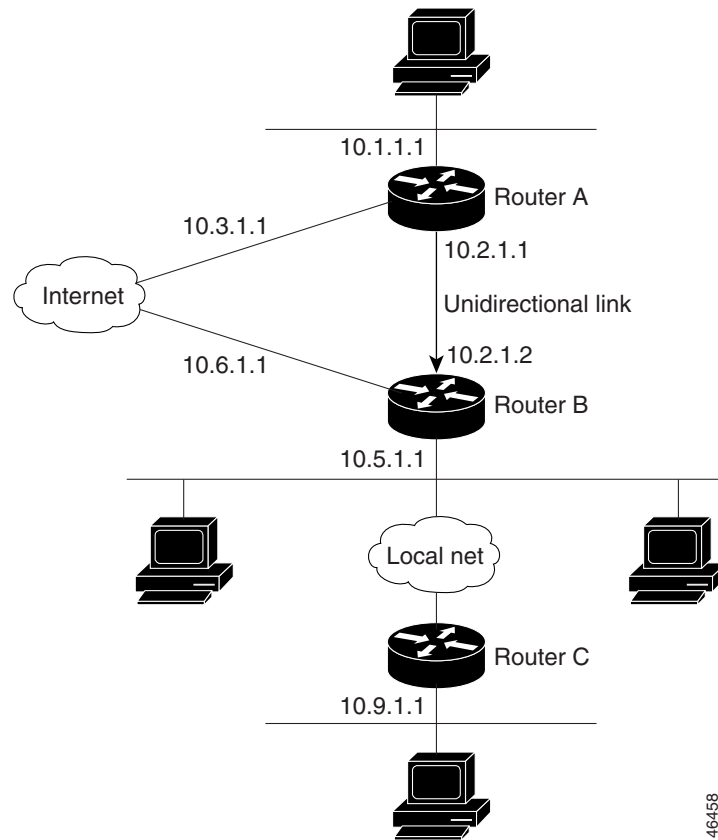 10.1.1.1
Router A
10.3.1.1
10.2.1.1
Internet
Unidirectional link
10.2.1.2
10.6.1.1
Router B
10.5.1.1
Local net
Router C
10.9.1.1
46458